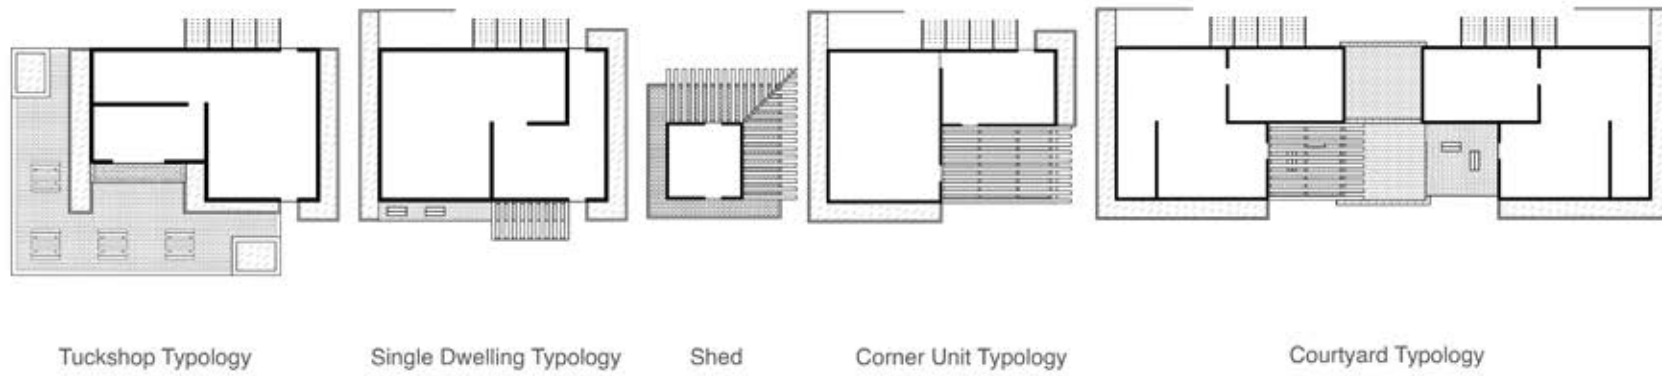 Tuckshop Typology
Single Dwelling Typology
Shed
Corner Unit Typology
Courtyard Typology